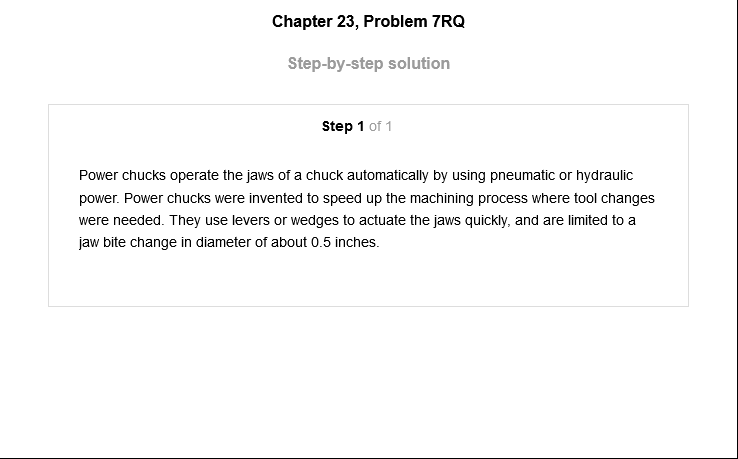 Chapter 23, Problem 7RQ
Step-by-step solution
Step 1 of 1
Power chucks operate the jaws of a chuck automatically by using pneumatic or hydraulic
power. Power chucks were invented to speed up the machining process where tool changes
were needed. They use levers or wedges to actuate the jaws quickly, and are limited to a
jaw bite change in diameter of about 0.5 inches.